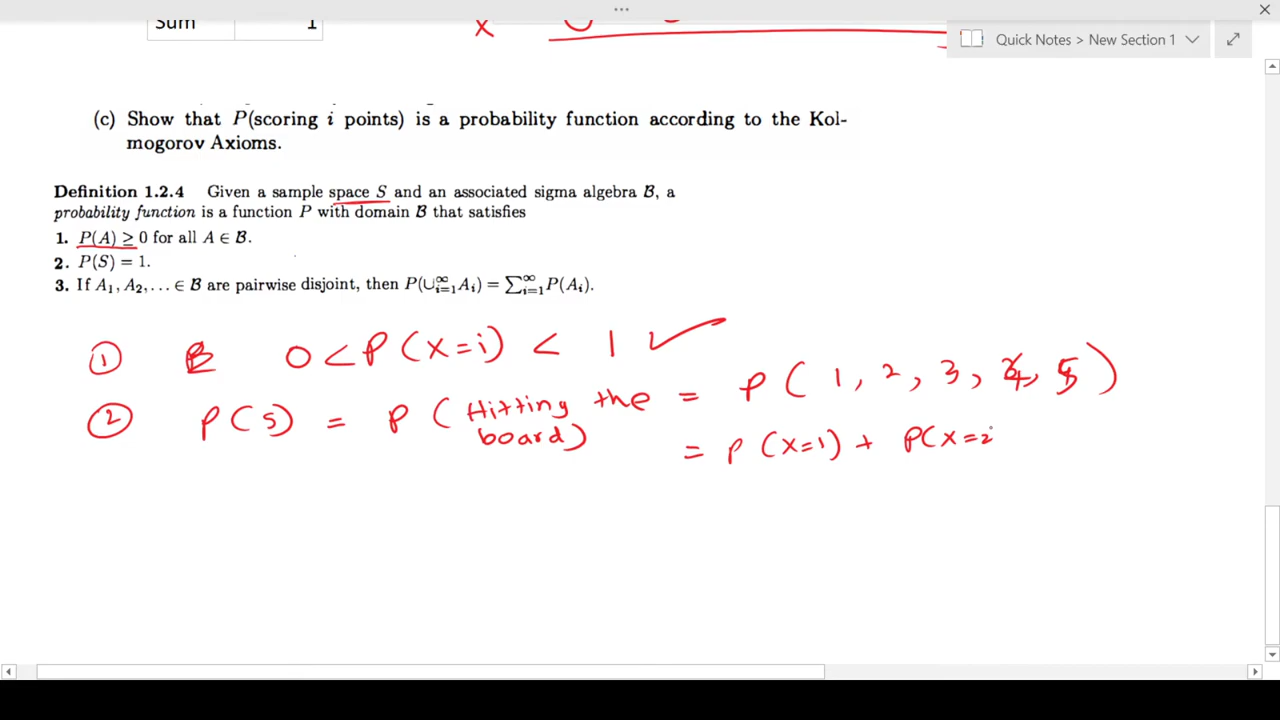 Sum 1
x
Quick Notes > New Section 1
(c) Show that P(scoring i points) is a probability function according to the Kol-
mogorov Axioms.
Definition 1.2.4 Given a sample space S and an associated sigma algebra B, a
probability function is a function P with domain B that satisfies
1. P(A) ≥ 0 for all A ∈ B.
2. P(S) = 1.
3. If A₁, A₂, ... ∈ B are pairwise disjoint, then P(∪_{i=1}^∞ A_i) = ∑_{i=1}^∞ P(A_i).
① B 0 < P(x=i) < 1 ✓
② P(S) = P(Hitting the board) = P(1, 2, 3, 4, 5)
= P(x=1) + P(x=2